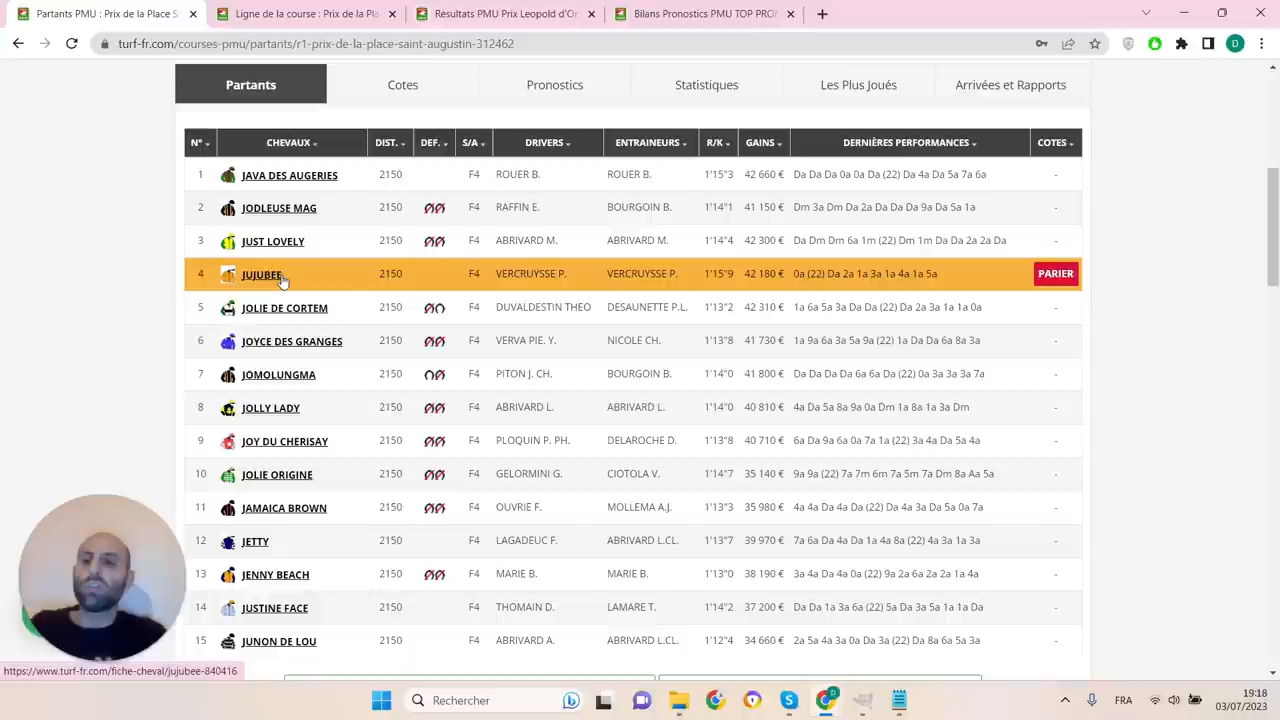 Partants PMU : Prix de la Place S
Ligne de course : Prix de la Pl
Résultats PMU Prix Leopold d'Or
Bilans Pronostics PMU TOP PRO
turf-fr.com/courses-pmu/partants/r1-prix-de-la-place-saint-augustin-312462
D
Partants Cotes Pronostics Statistiques Les Plus Joués Arrivées et Rapports
N° CHEVAUX DIST. DEF. S/A DRIVERS ENTRAINEURS R/K GAINS DERNIÈRES PERFORMANCES COTES
1 JAVA DES AUGERIES 2150 F4 ROUER B. ROUER B. 1'15"3 42 660 € Da Da Da 0a 0a Da (22) Da 4a Da 5a 7a 6a -
2 JODLEUSE MAG 2150 F4 RAFFIN E. BOURGOIN B. 1'14"1 41 150 € Dm 3a Dm Da 2a Da Da Da 9a Da 5a 1a -
3 JUST LOVELY 2150 F4 ABRIVARD M. ABRIVARD M. 1'14"4 42 300 € Da Dm Dm 6a 1m (22) Dm 1m Da Da 2a 2a Da -
4 JUJUBEE 2150 F4 VERCRUYSSE P. VERCRUYSSE P. 1'15"9 42 180 € 0a (22) Da 2a 1a 3a 1a 4a 1a 5a PARIER
5 JOLIE DE CORTEM 2150 F4 DUVALDESTIN THEO DESAUNETTE P.L. 1'13"2 42 310 € 1a 6a 5a 3a Da Da (22) Da 2a 3a 1a 1a 0a -
6 JOYCE DES GRANGES 2150 F4 VERVA PIE. Y. NICOLE CH. 1'13"8 41 730 € 1a 9a 6a 3a 5a 9a (22) 1a Da Da 6a 8a 3a -
7 JOMOLUNGMA 2150 F4 PITON J. CH. BOURGOIN B. 1'14"0 41 800 € Da Da Da Da 6a 6a Da (22) 0a 3a 3a 3a 7a -
8 JOLLY LADY 2150 F4 ABRIVARD L. ABRIVARD L. 1'14"0 40 810 € 4a Da 5a 8a 9a 0a Dm 1a 8a 1a 3a Dm -
9 JOY DU CHERISAY 2150 F4 PLOQUIN P. PH. DELAROCHE D. 1'13"8 40 710 € 6a Da 9a 6a 0a 7a 1a (22) 3a 4a Da 5a 4a -
10 JOLIE ORIGINE 2150 F4 GELORMINI G. CIOTOLA V. 1'14"7 35 140 € 9a 9a (22) 7a 7m 6m 7a 5m 7a Dm 8a Aa 5a -
11 JAMAICA BROWN 2150 F4 OUVRIE F. MOLLEMA A.J. 1'13"3 35 980 € 4a 4a Da 4a Da (22) Da 4a 3a Da 5a 0a 7a -
12 JETTY 2150 F4 LAGADEUC F. ABRIVARD L.CL. 1'13"7 39 970 € 7a 6a Da 4a Da 1a 4a 8a (22) 4a 3a 1a 3a -
13 JENNY BEACH 2150 F4 MARIE B. MARIE B. 1'13"0 38 190 € 3a 4a Da 4a 0a (22) 9a 2a 6a 2a 2a 1a 4a -
14 JUSTINE FACE 2150 F4 THOMAIN D. LAMARE T. 1'14"2 37 200 € Da Da 1a 3a 6a (22) 5a Da 3a 5a 1a 1a Da -
15 JUNON DE LOU 2150 F4 ABRIVARD A. ABRIVARD L.CL. 1'12"4 34 660 € 2a 5a 4a 3a 0a Da 3a (22) Da 8a 6a 5a 3a -
https://www.turf-fr.com/fiche-cheval/jujubee-840416
Rechercher
FRA
19:18
03/07/2023